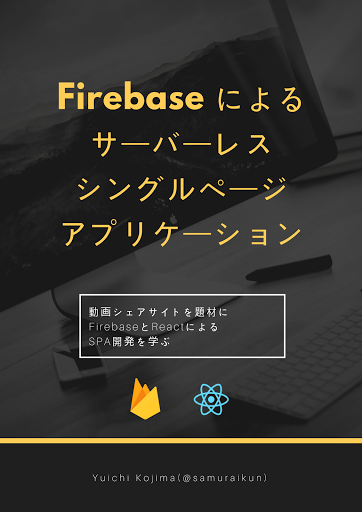 Firebase による
サーバーレス
シングルページ
アプリケーション
動画シェアサイトを題材に
FirebaseとReactによる
SPA開発を学ぶ
Yuichi Kojima(@samuraikun)